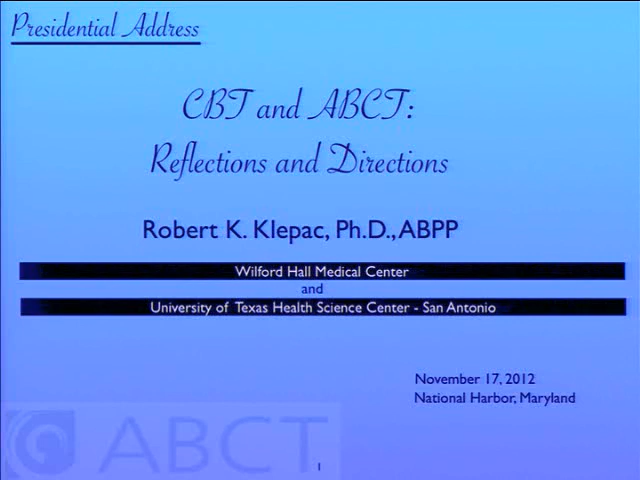 Presidential Address
CBT and ABCT:
Reflections and Directions
Robert K. Klepac, Ph.D., ABPP
Wilford Hall Medical Center
and
University of Texas Health Science Center - San Antonio
November 17, 2012
National Harbor, Maryland
ABCT
1